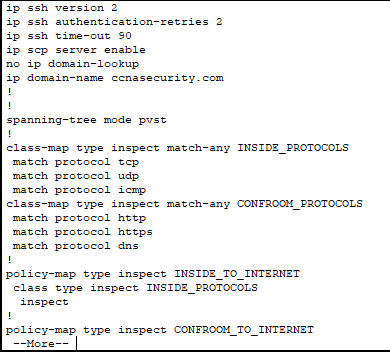 ip ssh version 2
ip ssh authentication-retries 2
ip ssh time-out 90
ip scp server enable
no ip domain-lookup
ip domain-name ccnasecurity.com
!
!
spanning-tree mode pvst
!
class-map type inspect match-any INSIDE_PROTOCOLS
 match protocol tcp
 match protocol udp
 match protocol icmp
class-map type inspect match-any CONFROOM_PROTOCOLS
 match protocol http
 match protocol https
 match protocol dns
!
policy-map type inspect INSIDE_TO_INTERNET
 class type inspect INSIDE_PROTOCOLS
  inspect
!
policy-map type inspect CONFROOM_TO_INTERNET
 --More--